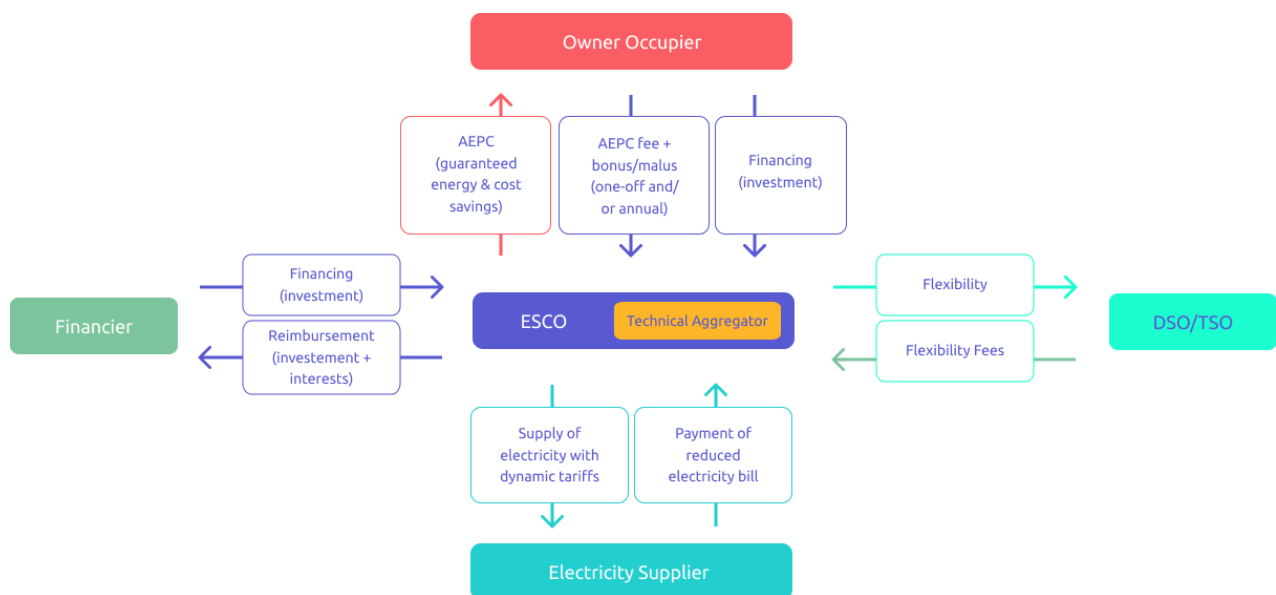 Owner Occupier
AEPC
(guaranteed
energy & cost
savings)
AEPC fee +
bonus/malus
(one-off and/
or annual)
Financing
(investment)
Financing
(investment)
Reimbursement
(investement +
interests)
Financier
ESCO
Technical Aggregator
Flexibility
Flexibility Fees
DSO/TSO
Supply of
electricity with
dynamic tariffs
Payment of
reduced
electricity bill
Electricity Supplier